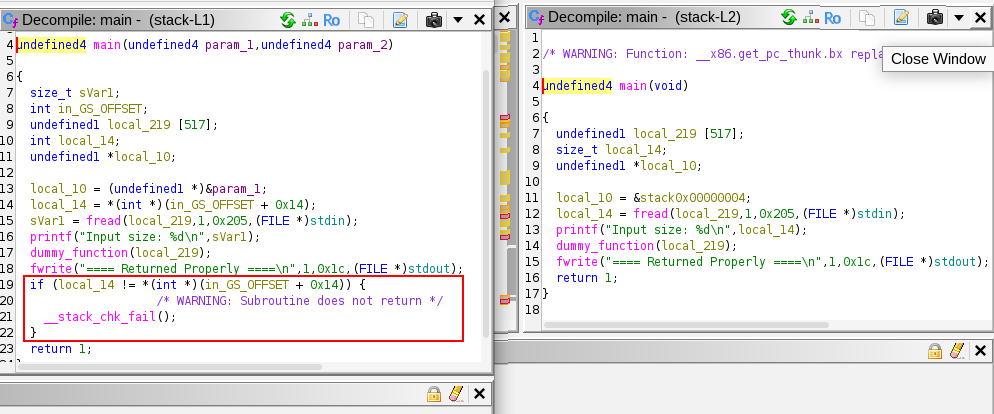 Decompile: main - (stack-L1)
Ro
4 undefined4 main(undefined4 param_1,undefined4 param_2)
5
6 {
7 size_t sVar1;
8 int in_GS_OFFSET;
9 undefined1 local_219 [517];
10 int local_14;
11 undefined1 *local_10;
12
13 local_10 = (undefined1 *)&param_1;
14 local_14 = *(int *)(in_GS_OFFSET + 0x14);
15 sVar1 = fread(local_219,1,0x205,(FILE *)stdin);
16 printf("Input size: %d\n",sVar1);
17 dummy_function(local_219);
18 fwrite("==== Returned Properly ====\n",1,0x1c,(FILE *)stdout);
19 if (local_14 != *(int *)(in_GS_OFFSET + 0x14)) {
20 /* WARNING: Subroutine does not return */
21 __stack_chk_fail();
22 }
23 return 1;
Decompile: main - (stack-L2)
Ro
Close Window
1
2 /* WARNING: Function: __x86.get_pc_thunk.bx
3
4 undefined4 main(void)
5
6 {
7 undefined1 local_219 [517];
8 size_t local_14;
9 undefined1 *local_10;
10
11 local_10 = &stack0x00000004;
12 local_14 = fread(local_219,1,0x205,(FILE *)stdin);
13 printf("Input size: %d\n",local_14);
14 dummy_function(local_219);
15 fwrite("==== Returned Properly ====\n",1,0x1c,(FILE *)stdout);
16 return 1;
17 }
18